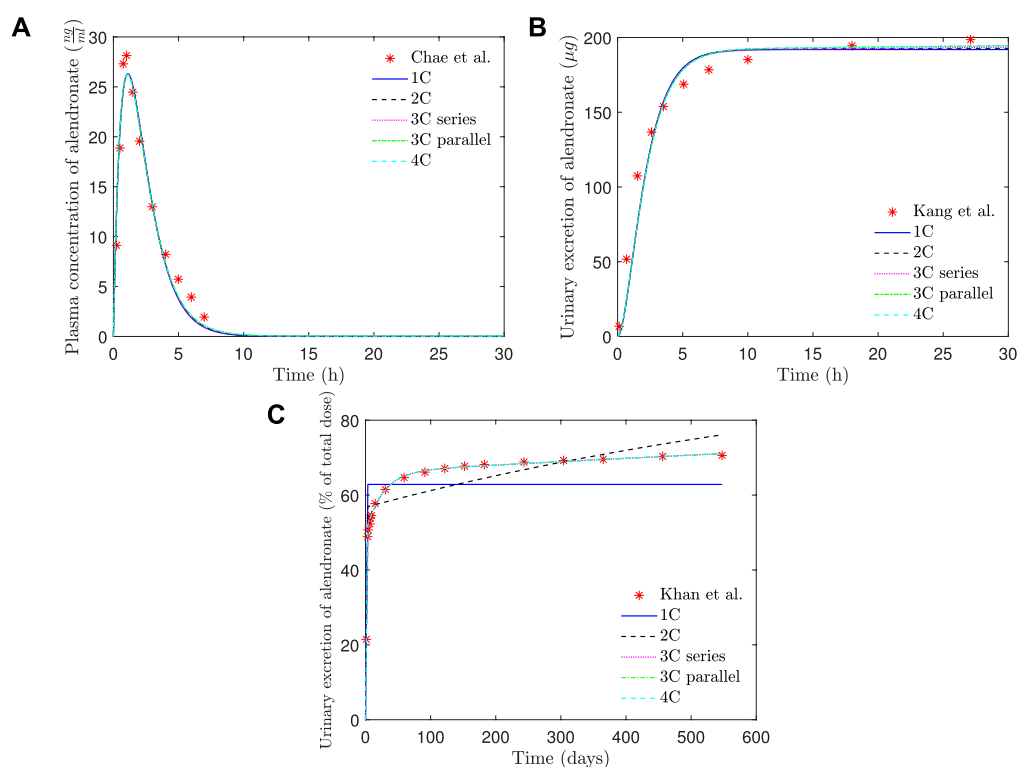 A
Plasma concentration of alendronate (ng/ml)
30
25
20
15
10
5
0
0 5 10 15 20 25 30
Time (h)
Chae et al.
1C
2C
3C series
3C parallel
4C
B
Urinary excretion of alendronate (μg)
200
150
100
50
0
0 5 10 15 20 25 30
Time (h)
Kang et al.
1C
2C
3C series
3C parallel
4C
C
Urinary excretion of alendronate (% of total dose)
80
60
40
20
0
0 100 200 300 400 500 600
Time (days)
Khan et al.
1C
2C
3C series
3C parallel
4C